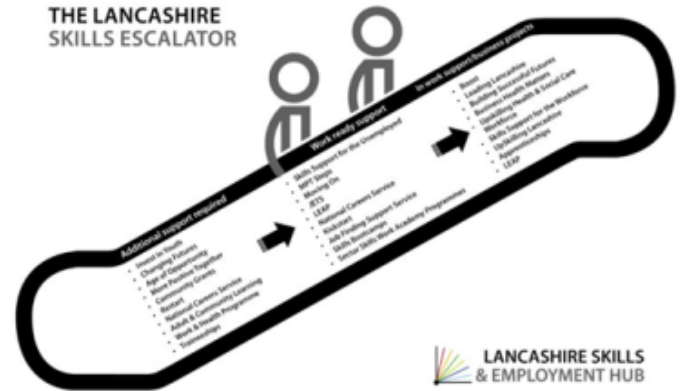 THE LANCASHIRE
SKILLS ESCALATOR
Additional support required
Invest in Youth
Changing Futures
Age of Opportunity
More Positive Together
Community Grants
Restart
National Careers Service
Adult & Community Learning
Work & Health Programme
Traineeships
Work ready support
Skills Support for the Unemployed
MPT Steps
Moving On
JETS
LEAP
National Careers Service
Kickstart
Job Finding Support Service
Skills Bootcamps
Sector Skills Work Academy Programmes
in work support/business projects
Boost
Leading Lancashire
Building Successful Futures
Business Health Matters
Upskilling Health & Social Care
Workforce
Skills Support for the Workforce
UpSkilling Lancashire
Apprenticeships
LEAP
LANCASHIRE SKILLS
& EMPLOYMENT HUB